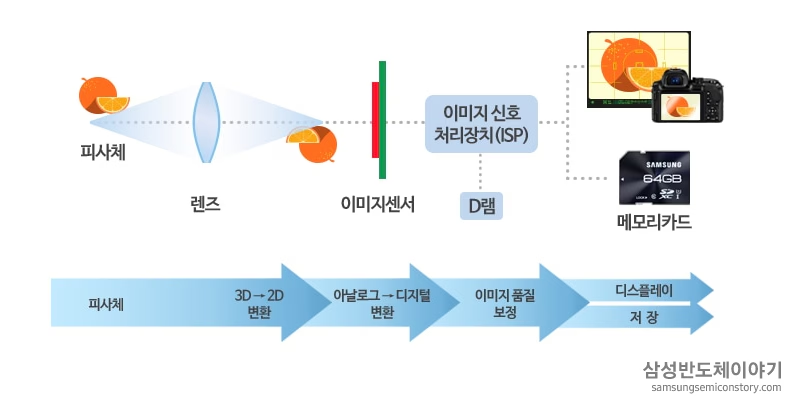 피사체
렌즈
이미지센서
이미지 신호
처리장치(ISP)
D램
SAMSUNG
64GB
메모리카드
피사체
3D → 2D
변환
아날로그 → 디지털
변환
이미지 품질
보정
디스플레이
저 장
삼성반도체이야기
samsungsemiconstory.com